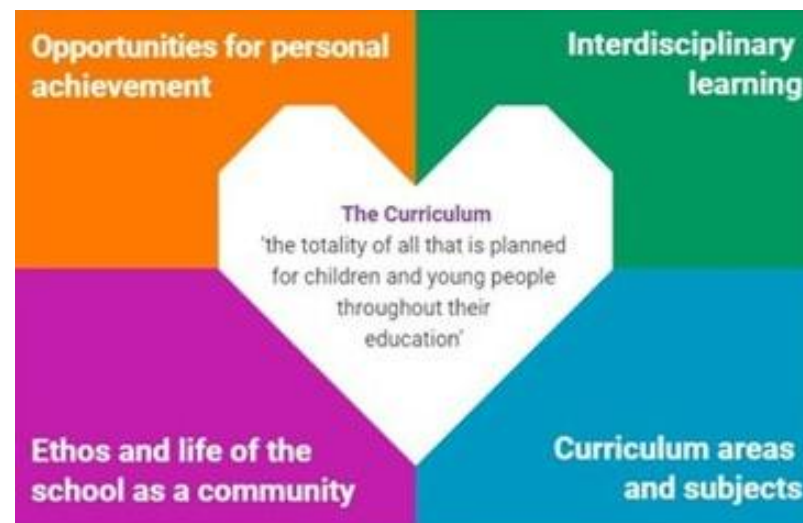 Opportunities for personal
achievement
Interdisciplinary
learning
The Curriculum
'the totality of all that is planned
for children and young people
throughout their
education'
Ethos and life of the
school as a community
Curriculum areas
and subjects